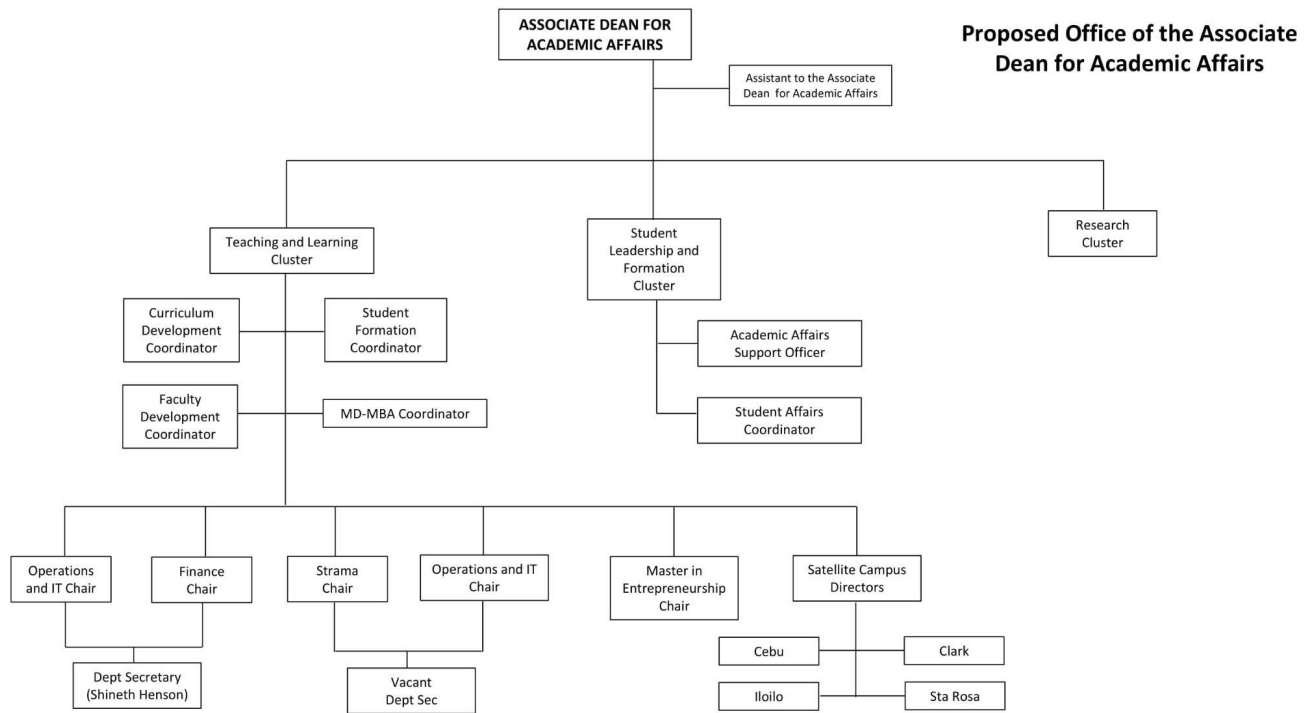 ASSOCIATE DEAN FOR
ACADEMIC AFFAIRS
Proposed Office of the Associate
Dean for Academic Affairs
Assistant to the Associate
Dean for Academic Affairs
Teaching and Learning
Cluster
Student
Leadership and
Formation
Cluster
Research
Cluster
Curriculum
Development
Coordinator
Student
Formation
Coordinator
Academic Affairs
Support Officer
Faculty
Development
Coordinator
MD-MBA Coordinator
Student Affairs
Coordinator
Operations
and IT Chair
Finance
Chair
Strama
Chair
Operations and IT
Chair
Master in
Entrepreneurship
Chair
Satellite Campus
Directors
Cebu
Clark
Dept Secretary
(Shineth Henson)
Vacant
Dept Sec
Iloilo
Sta Rosa